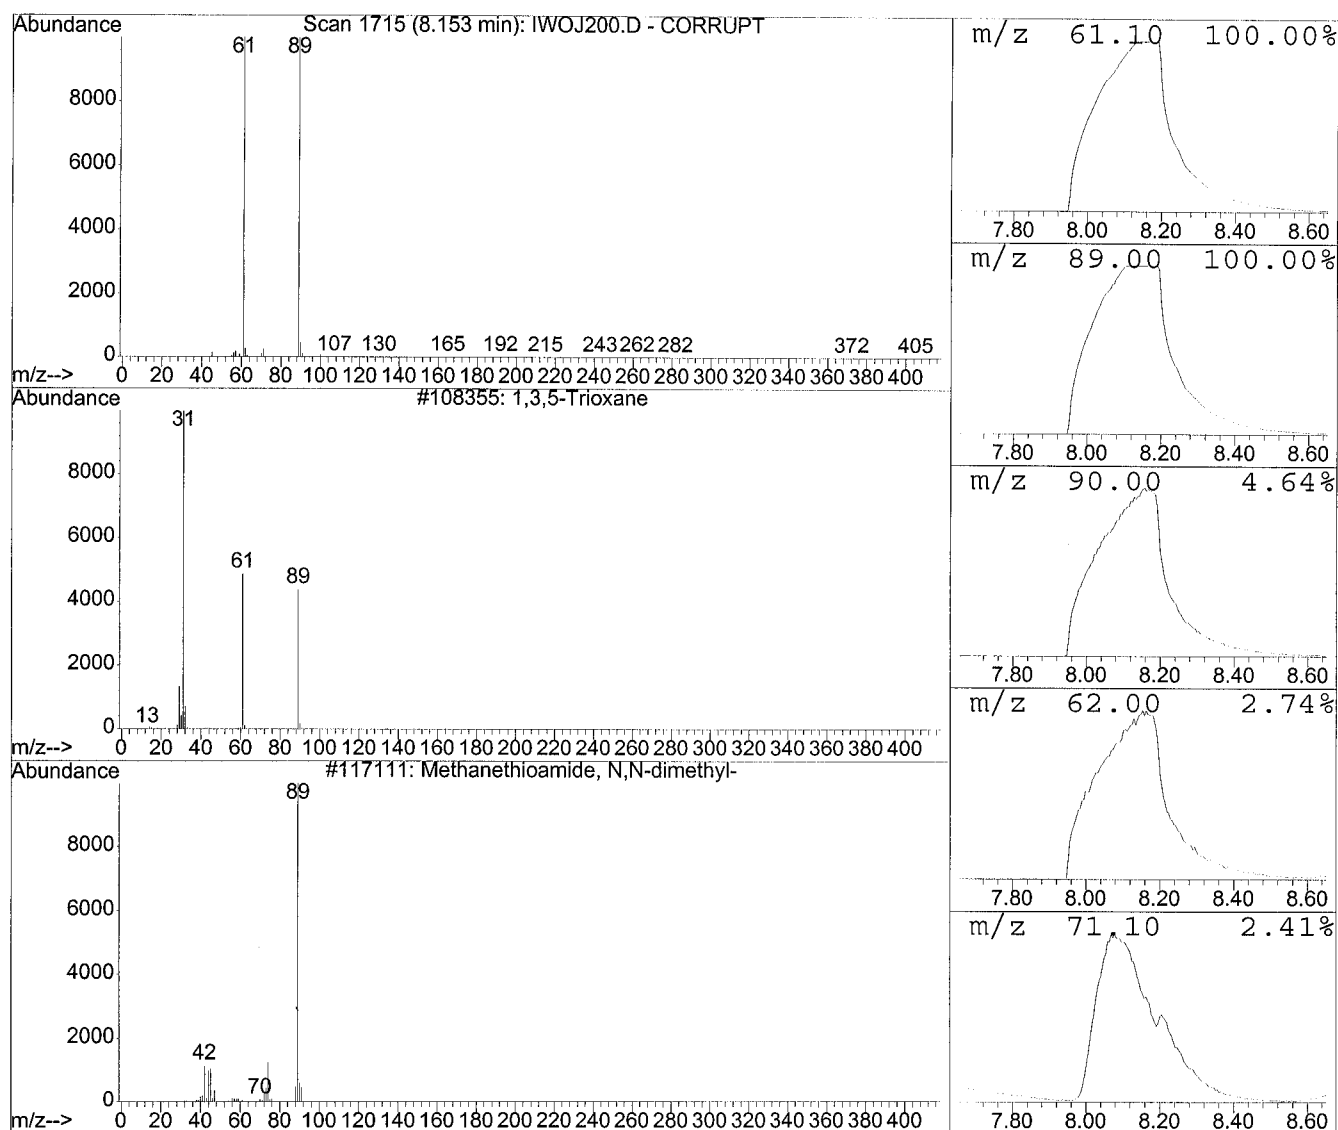 Abundance
Scan 1715 (8.153 min): IWOJ200.D - CORRUPT
61 89
8000
6000
4000
2000
0
107 130 165 192 215 243 262 282 372 405
m/z--> 0 20 40 60 80 100 120 140 160 180 200 220 240 260 280 300 320 340 360 380 400
Abundance
#108355: 1,3,5-Trioxane
31
8000
6000
61
89
4000
2000
13
0
m/z--> 0 20 40 60 80 100 120 140 160 180 200 220 240 260 280 300 320 340 360 380 400
Abundance
#117111: Methanethioamide, N,N-dimethyl-
89
8000
6000
4000
2000
42
70
0
m/z--> 0 20 40 60 80 100 120 140 160 180 200 220 240 260 280 300 320 340 360 380 400
m/z 61.10 100.00%
7.80 8.00 8.20 8.40 8.60
m/z 89.00 100.00%
7.80 8.00 8.20 8.40 8.60
m/z 90.00 4.64%
7.80 8.00 8.20 8.40 8.60
m/z 62.00 2.74%
7.80 8.00 8.20 8.40 8.60
m/z 71.10 2.41%
7.80 8.00 8.20 8.40 8.60